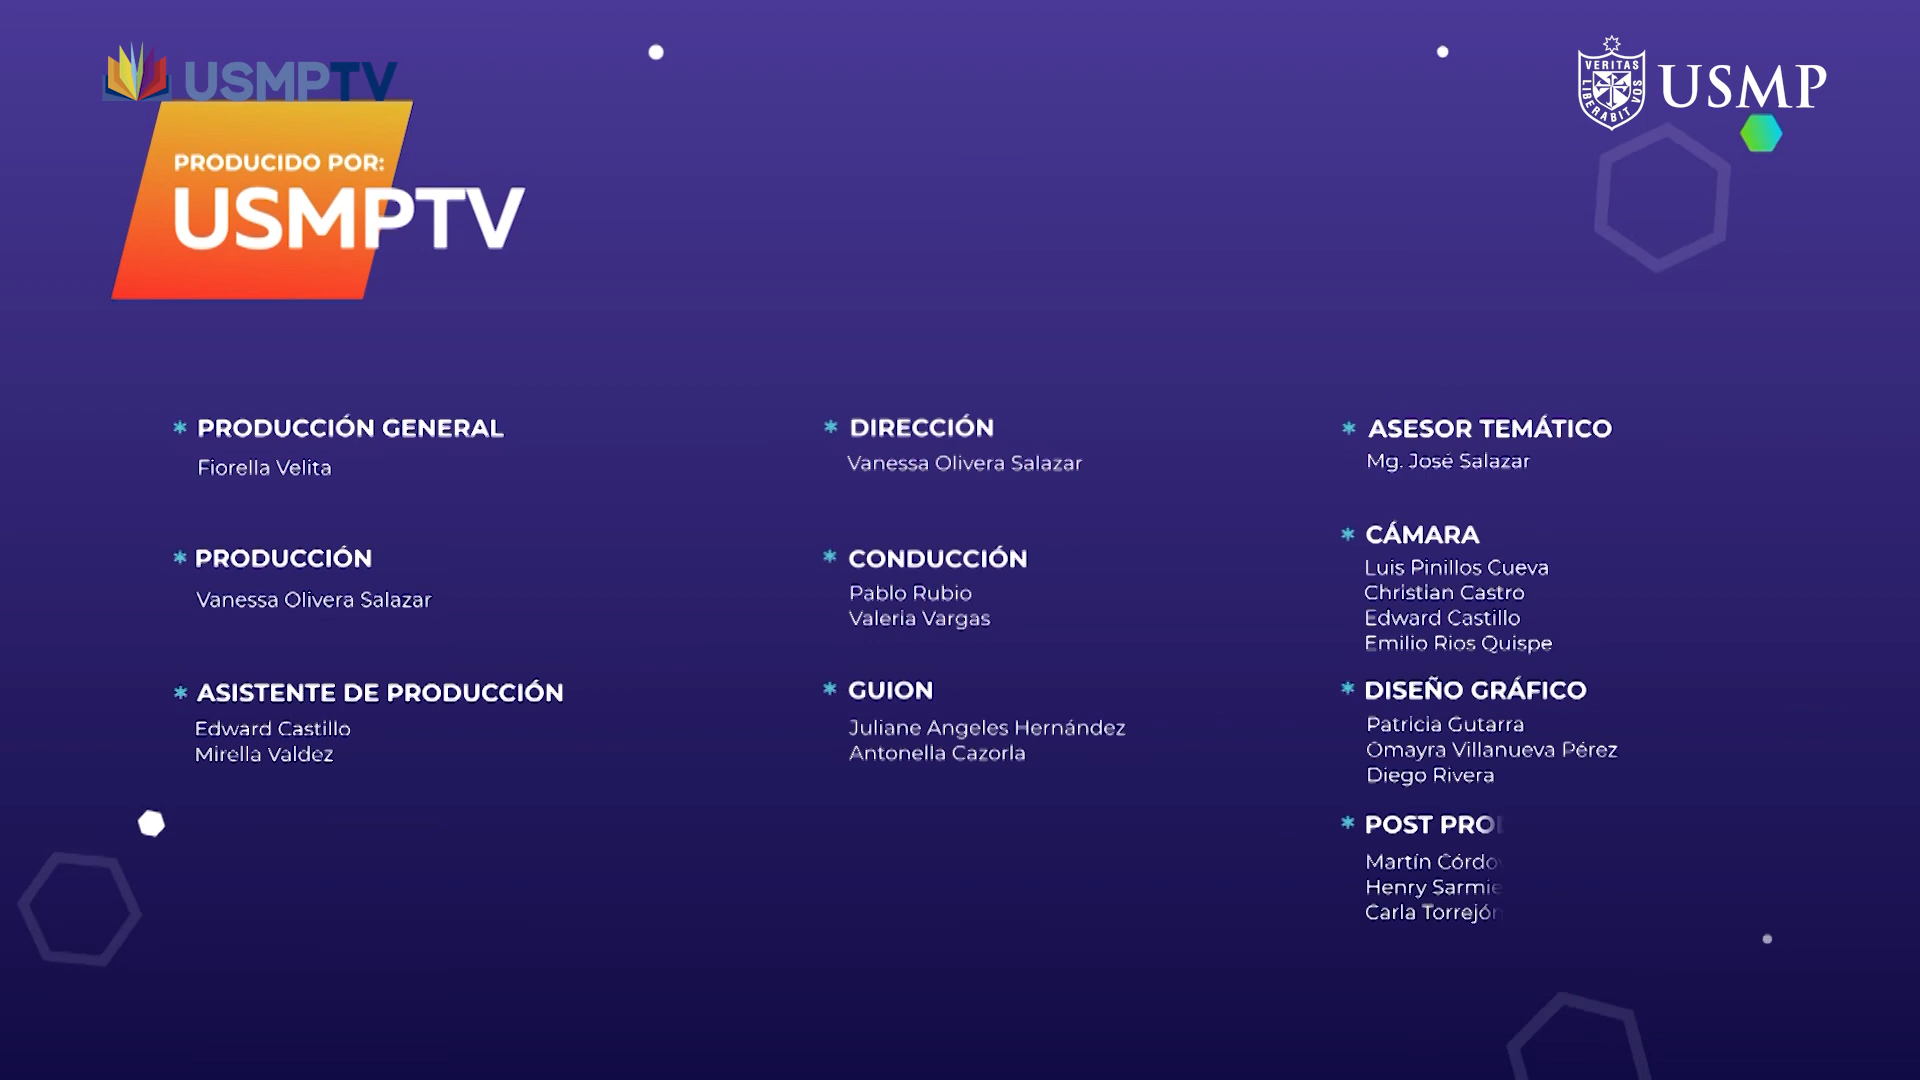 USMPTV
VERITAS
LIBERABIT VOS
USMP
PRODUCIDO POR:
USMPTV
* PRODUCCIÓN GENERAL
Fiorella Velita
* PRODUCCIÓN
Vanessa Olivera Salazar
* ASISTENTE DE PRODUCCIÓN
Edward Castillo
Mirella Valdez
* DIRECCIÓN
Vanessa Olivera Salazar
* CONDUCCIÓN
Pablo Rubio
Valeria Vargas
* GUION
Juliane Angeles Hernández
Antonella Cazorla
* ASESOR TEMÁTICO
Mg. José Salazar
* CÁMARA
Luis Pinillos Cueva
Christian Castro
Edward Castillo
Emilio Rios Quispe
* DISEÑO GRÁFICO
Patricia Gutarra
Omayra Villanueva Pérez
Diego Rivera
* POST
Martín
Henry
Carla Torrejón